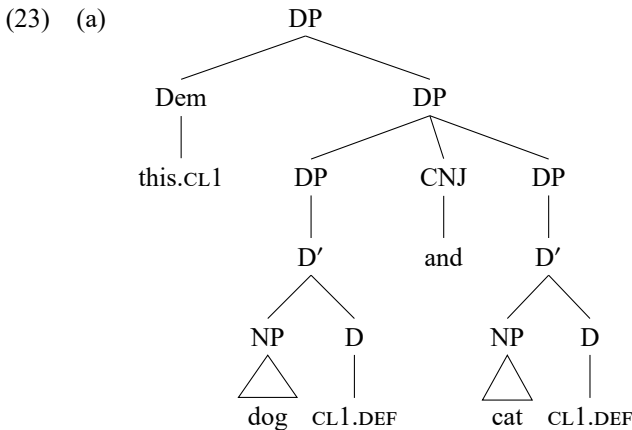 (23) (a) DP
Dem DP
this.CL1 DP CNJ DP
D′ and D′
NP D NP D
dog CL1.DEF cat CL1.DEF